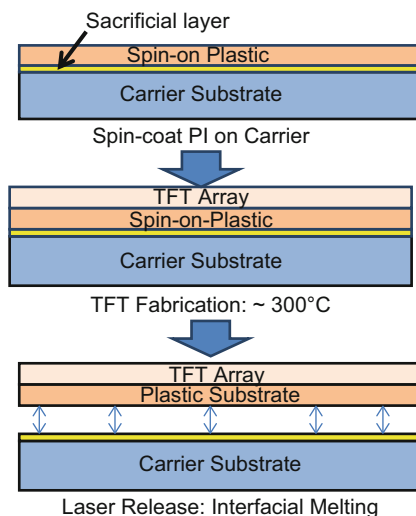 Sacrificial layer
Spin-on Plastic
Carrier Substrate
Spin-coat PI on Carrier
TFT Array
Spin-on-Plastic
Carrier Substrate
TFT Fabrication: ~ 300°C
TFT Array
Plastic Substrate
Carrier Substrate
Laser Release: Interfacial Melting